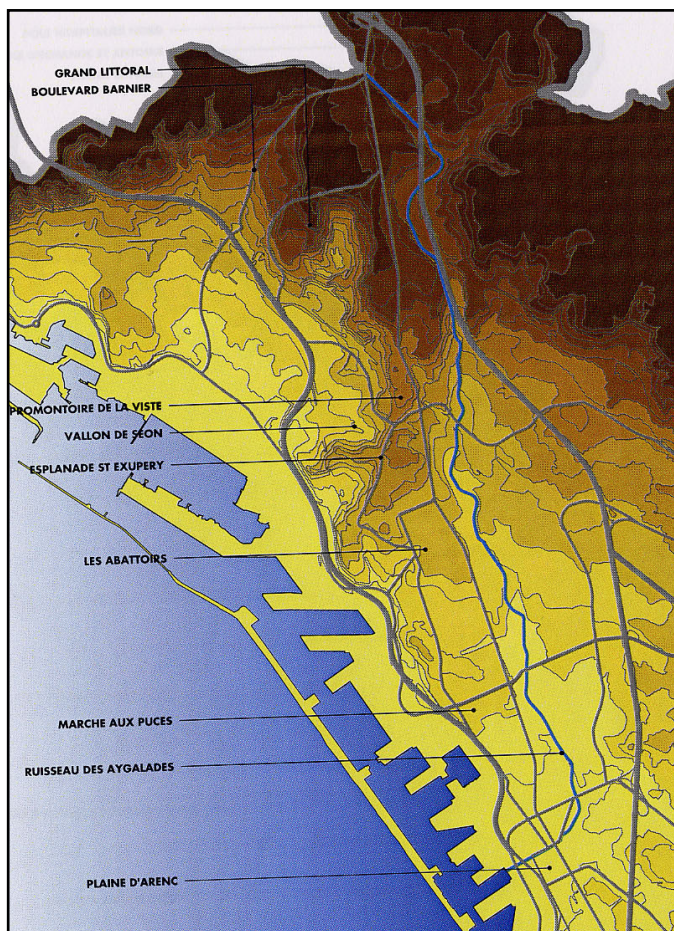 GRAND LITTORAL
BOULEVARD BARNIER
PROMONTOIRE DE LA VISTE
VALLON DE SEON
ESPLANADE ST EXUPERY
LES ABATTOIRS
MARCHE AUX PUCES
RUISSEAU DES AYGALADES
PLAINE D'ARENC